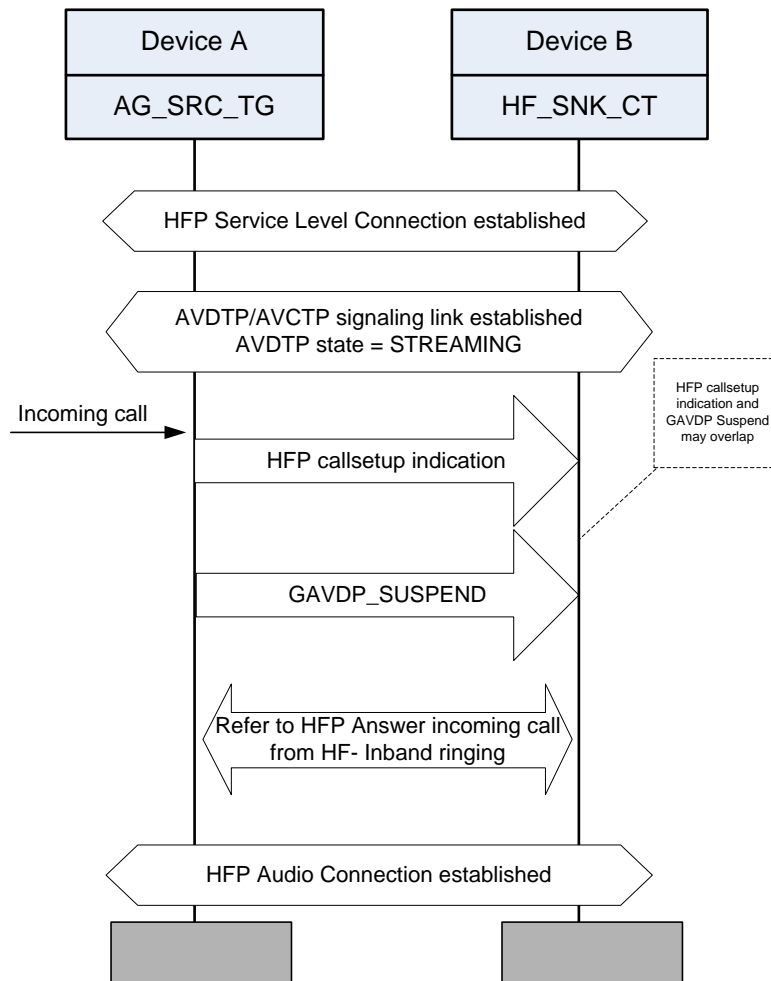 Device A
Device B
AG_SRC_TG
HF_SNK_CT
HFP Service Level Connection established
AVDTP/AVCTP signaling link established
AVDTP state = STREAMING
HFP callsetup
indication and
GAVDP Suspend
may overlap
Incoming call
HFP callsetup indication
GAVDP_SUSPEND
Refer to HFP Answer incoming call
from HF- Inband ringing
HFP Audio Connection established